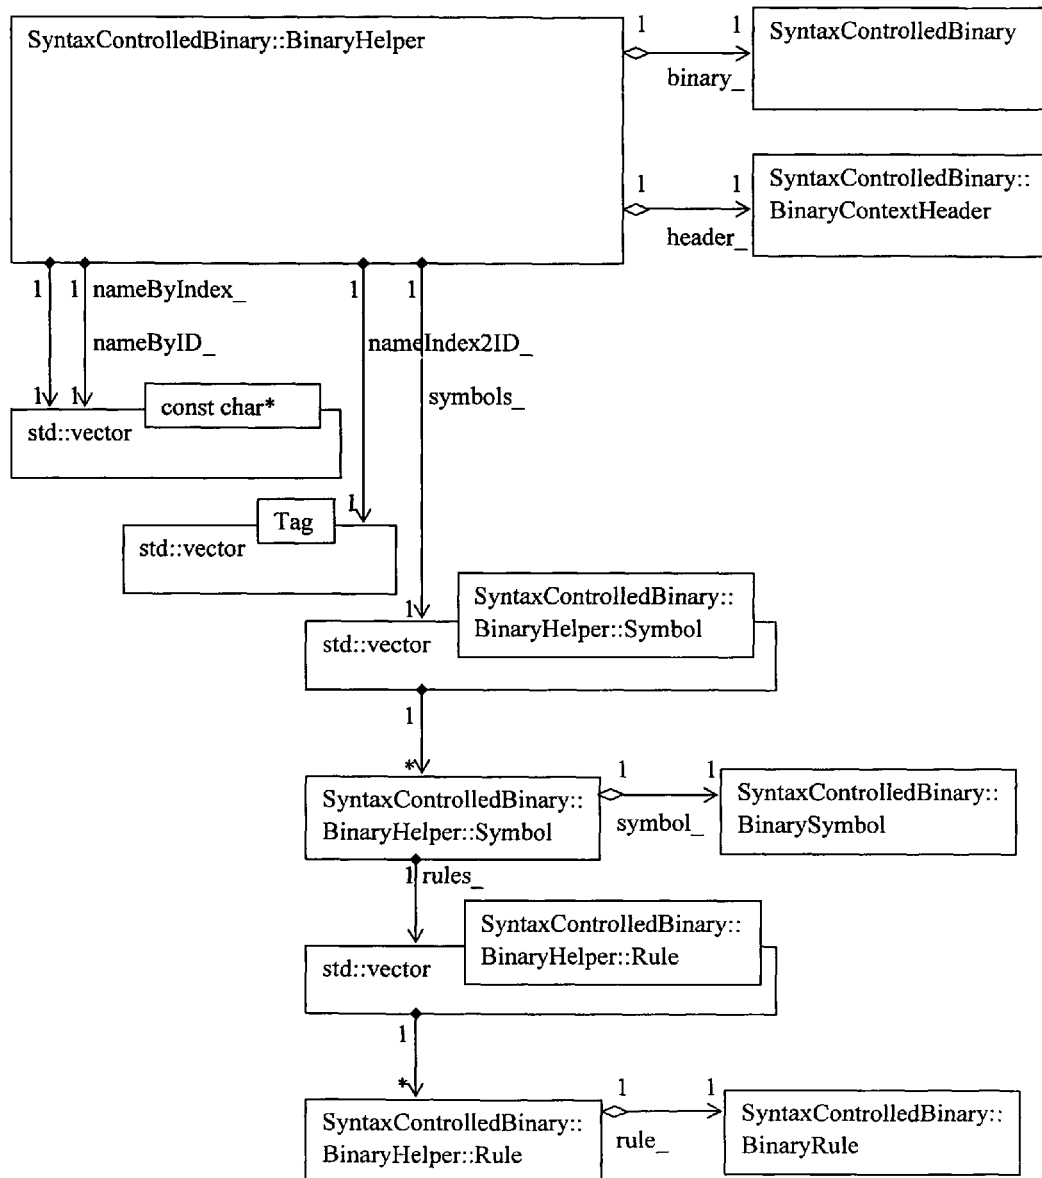 SyntaxControlledBinary::BinaryHelper
1 1
binary_
SyntaxControlledBinary
1 1
header_
SyntaxControlledBinary::
BinaryContextHeader
1 1 nameByIndex_
nameByID_
1 1
1 1
nameIndex2ID_
symbols_
const char*
std::vector
1
Tag
std::vector
1
SyntaxControlledBinary::
BinaryHelper::Symbol
std::vector
1
*
SyntaxControlledBinary::
BinaryHelper::Symbol
1 1
symbol_
SyntaxControlledBinary::
BinarySymbol
1 rules_
SyntaxControlledBinary::
BinaryHelper::Rule
std::vector
1
*
SyntaxControlledBinary::
BinaryHelper::Rule
1 1
rule_
SyntaxControlledBinary::
BinaryRule